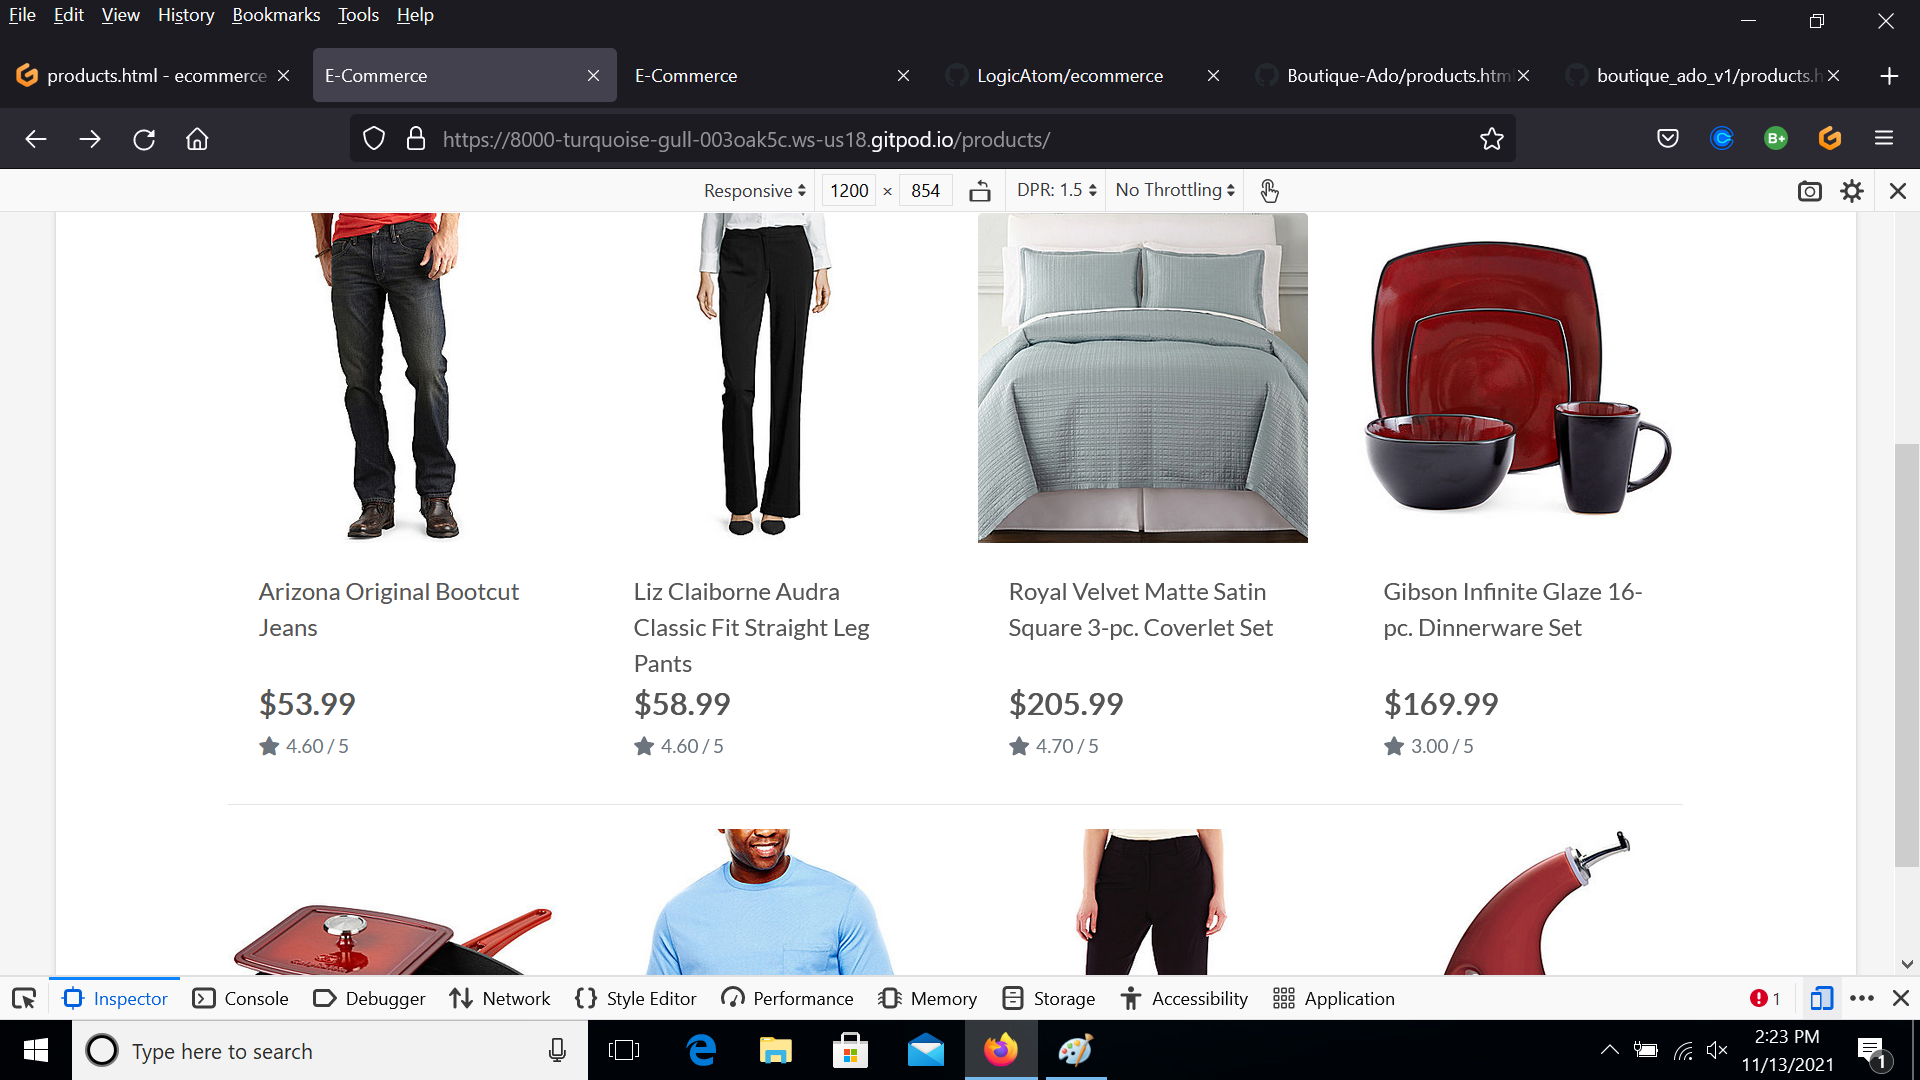 File Edit View History Bookmarks Tools Help
products.html - ecommerce
E-Commerce
E-Commerce
LogicAtom/ecommerce
Boutique-Ado/products.htm
boutique_ado_v1/products.h
https://8000-turquoise-gull-003oak5c.ws-us18.gitpod.io/products/
B+
Responsive 1200 × 854 DPR: 1.5 No Throttling
Arizona Original Bootcut
Jeans
$53.99
4.60 / 5
Liz Claiborne Audra
Classic Fit Straight Leg
Pants
$58.99
4.60 / 5
Royal Velvet Matte Satin
Square 3-pc. Coverlet Set
$205.99
4.70 / 5
Gibson Infinite Glaze 16-
pc. Dinnerware Set
$169.99
3.00 / 5
Inspector Console Debugger Network Style Editor Performance Memory Storage Accessibility Application 1
Type here to search
2:23 PM
11/13/2021
1